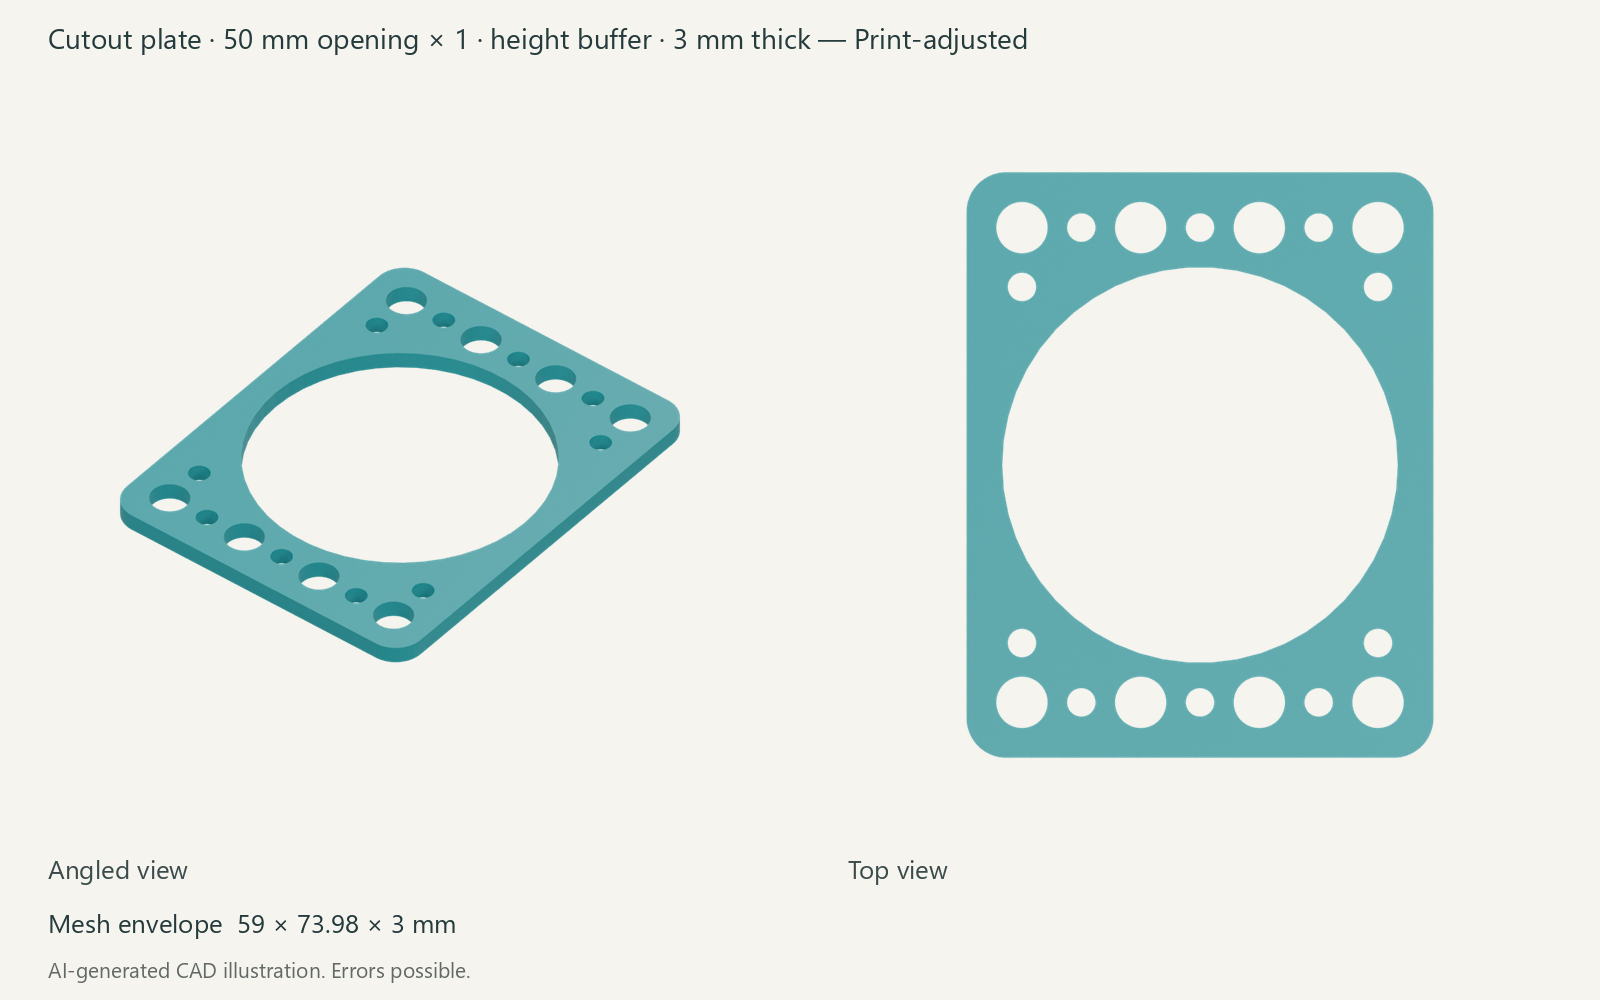 Cutout plate · 50 mm opening × 1 · height buffer · 3 mm thick — Print-adjusted
Angled view
Top view
Mesh envelope 59 × 73.98 × 3 mm
AI-generated CAD illustration. Errors possible.